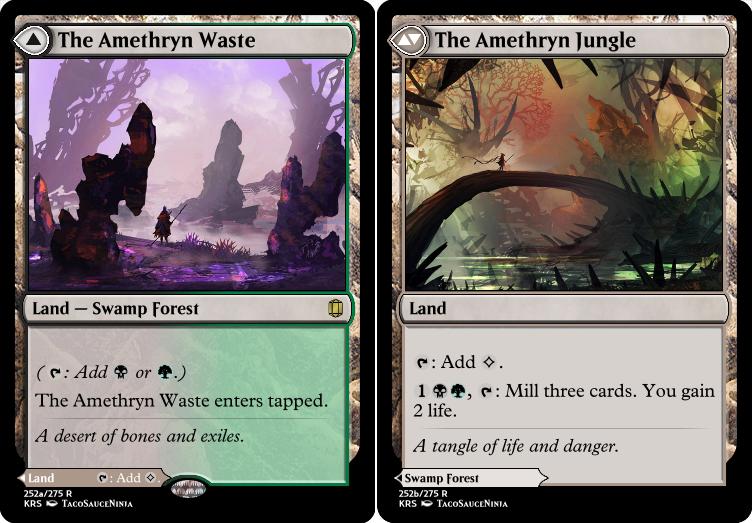 The Amethryn Waste
Land — Swamp Forest
( : Add or .)
The Amethryn Waste enters tapped.
A desert of bones and exiles.
Land : Add .
252a/275 R
KRS TacoSauceNinja
The Amethryn Jungle
Land
: Add .
1 , : Mill three cards. You gain
2 life.
A tangle of life and danger.
Swamp Forest
252b/275 R
KRS TacoSauceNinja